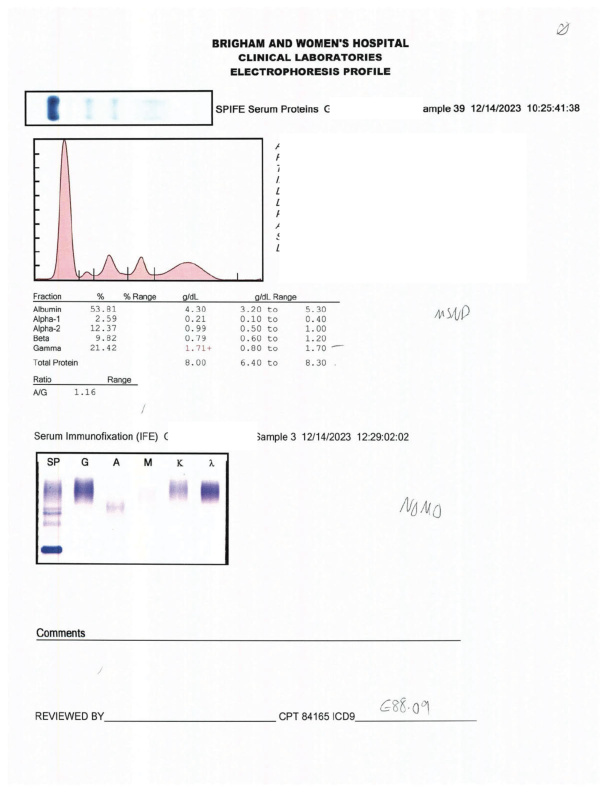 BRIGHAM AND WOMEN'S HOSPITAL
CLINICAL LABORATORIES
ELECTROPHORESIS PROFILE
SPIFE Serum Proteins ample 39 12/14/2023 10:25:41:38
Fraction % % Range g/dL g/dL Range
Albumin 53.81 4.30 3.20 to 5.30
Alpha-1 2.59 0.21 0.10 to 0.40
Alpha-2 12.37 0.99 0.50 to 1.00
Beta 9.82 0.79 0.60 to 1.20
Gamma 21.42 1.71+ 0.80 to 1.70
Total Protein 8.00 6.40 to 8.30
Ratio Range
A/G 1.16
Serum Immunofixation (IFE) Sample 3 12/14/2023 12:29:02:02
SP G A M K λ
NOMO
Comments
REVIEWED BY CPT 84165 ICD9 E88.09